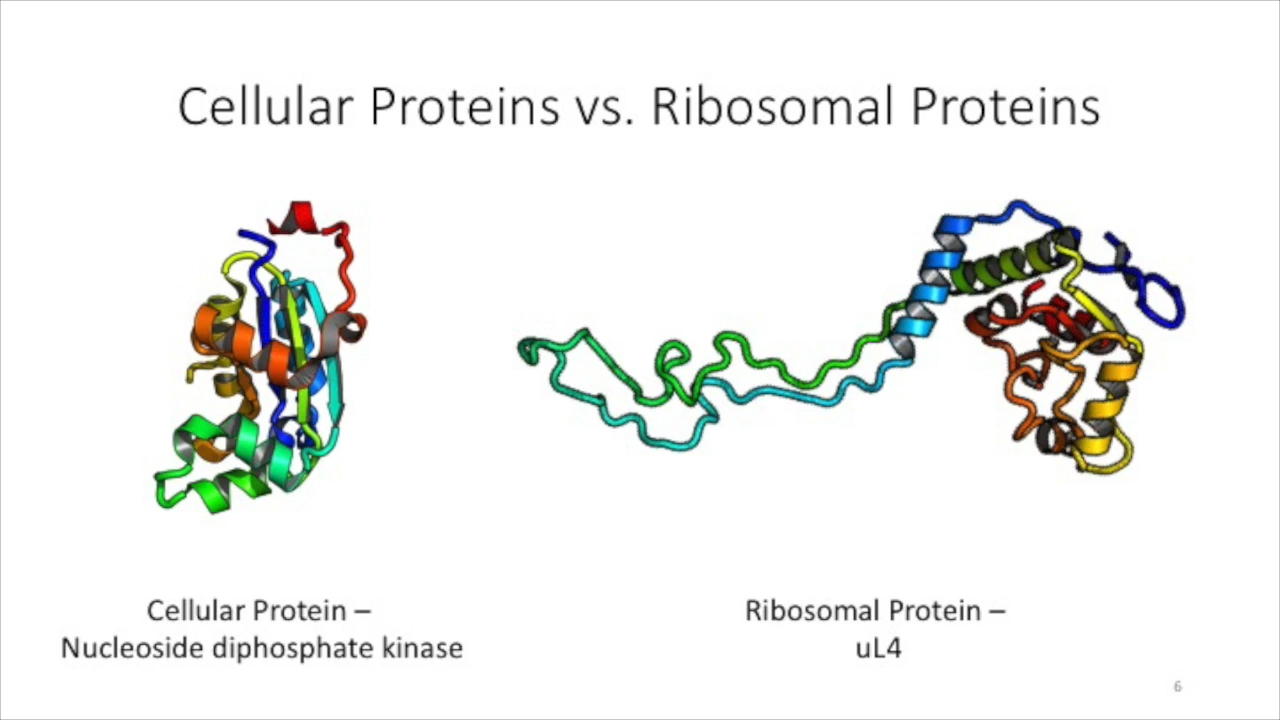 Cellular Proteins vs. Ribosomal Proteins
Cellular Protein –
Nucleoside diphosphate kinase
Ribosomal Protein –
uL4
6